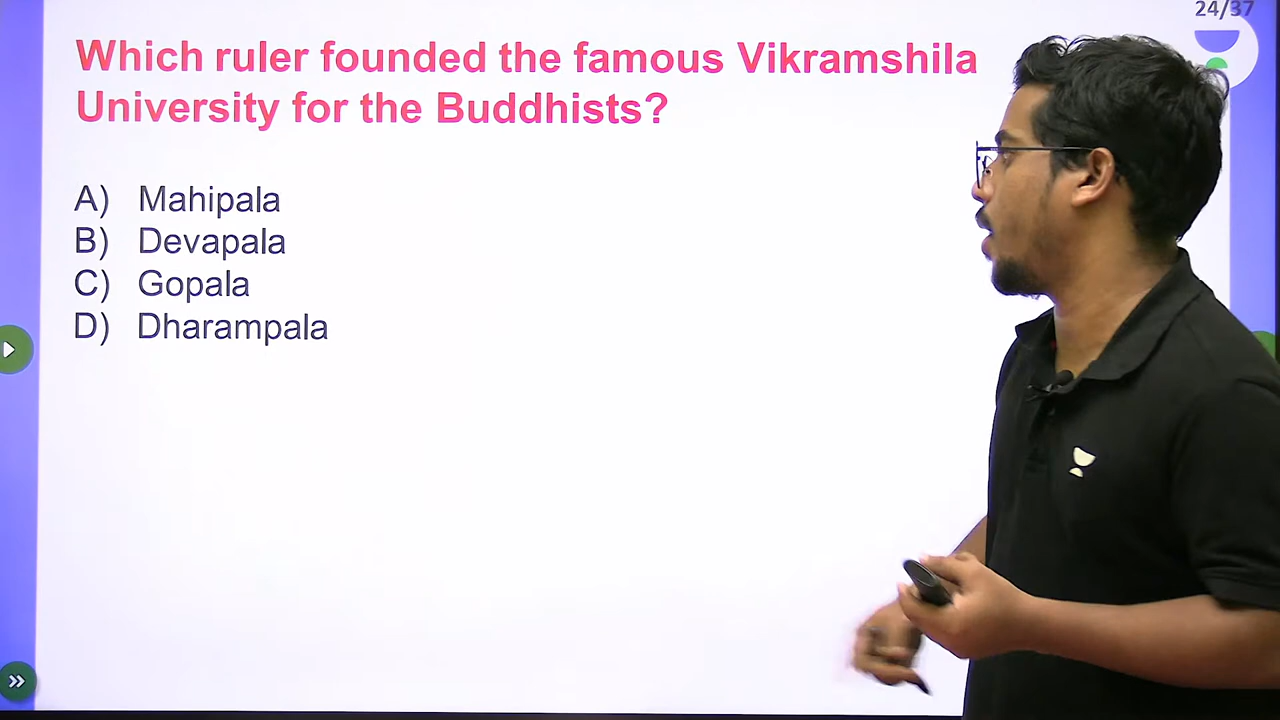 24/37
Which ruler founded the famous Vikramshila
University for the Buddhists?
A) Mahipala
B) Devapala
C) Gopala
D) Dharampala